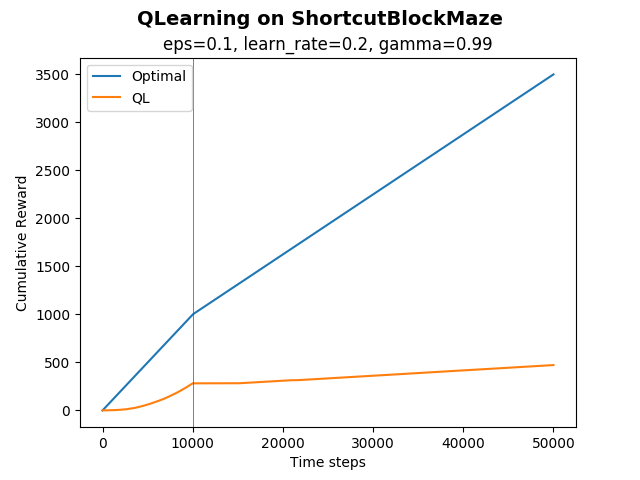 QLearning on ShortcutBlockMaze
eps=0.1, learn_rate=0.2, gamma=0.99
Optimal
QL
3500
3000
2500
2000
1500
1000
500
0
Cumulative Reward
0 10000 20000 30000 40000 50000
Time steps